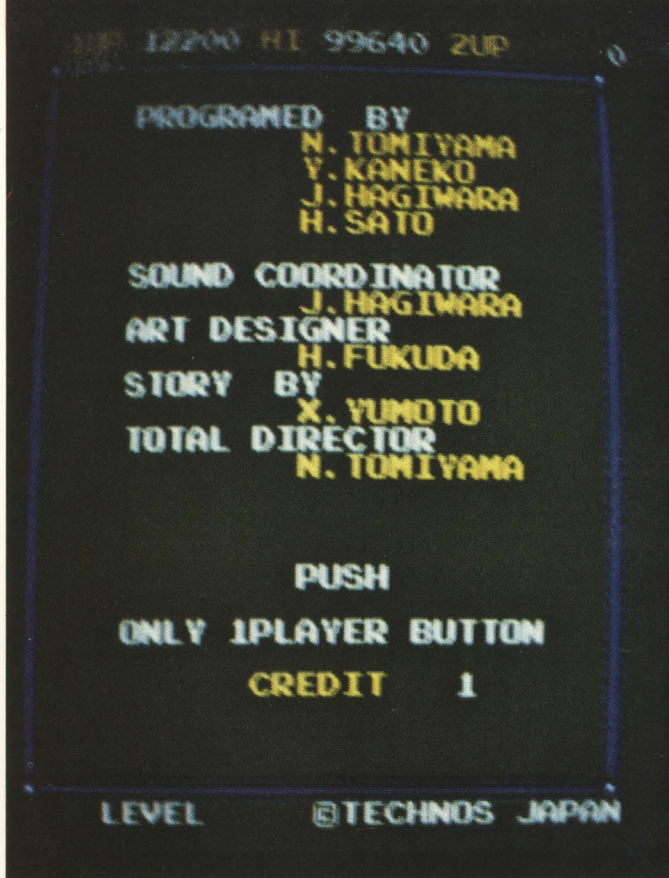 1UP 12200 HI 99640 2UP 0
PROGRAMED BY
N.TOMIYAMA
Y.KANEKO
J.HAGIWARA
H.SATO
SOUND COORDINATOR
J.HAGIWARA
ART DESIGNER
H.FUKUDA
STORY BY
X.YUMOTO
TOTAL DIRECTOR
N.TOMIYAMA
PUSH
ONLY 1PLAYER BUTTON
CREDIT 1
LEVEL ©TECHNOS JAPAN